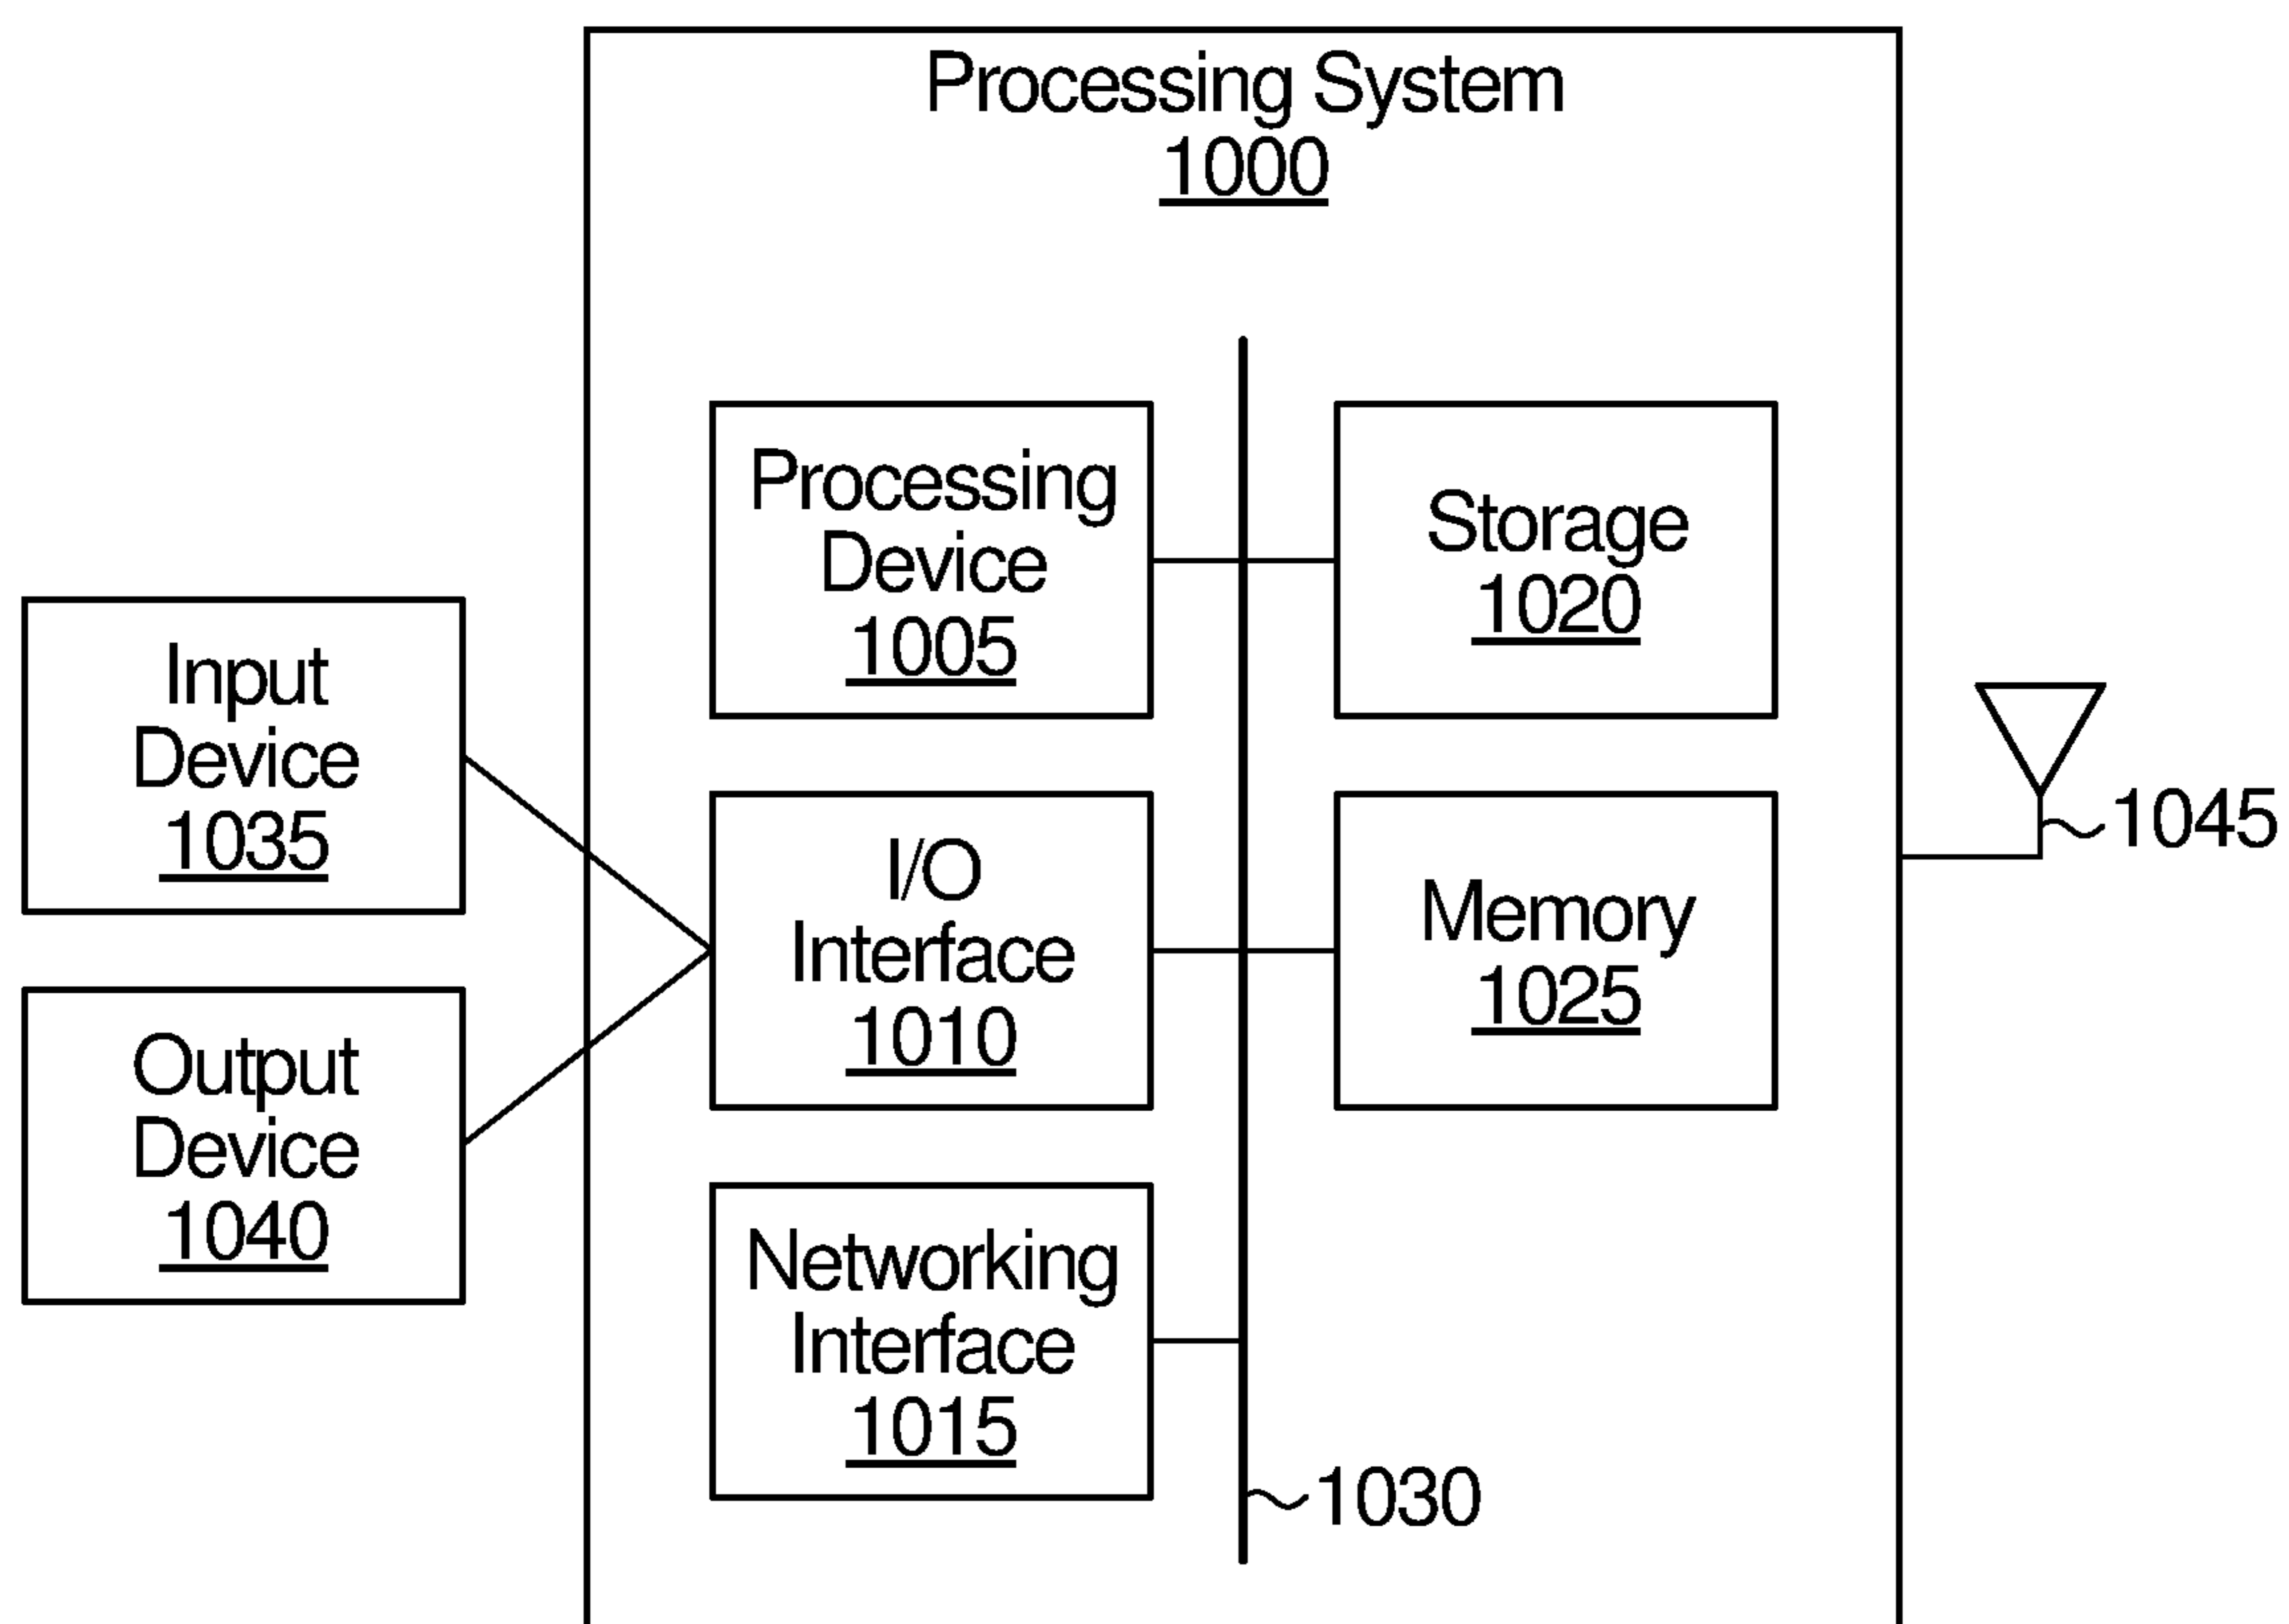 Processing System
1000
Processing
Device
1005
Storage
1020
Input
Device
1035
I/O
Interface
1010
Memory
1025
1045
Output
Device
1040
Networking
Interface
1015
1030